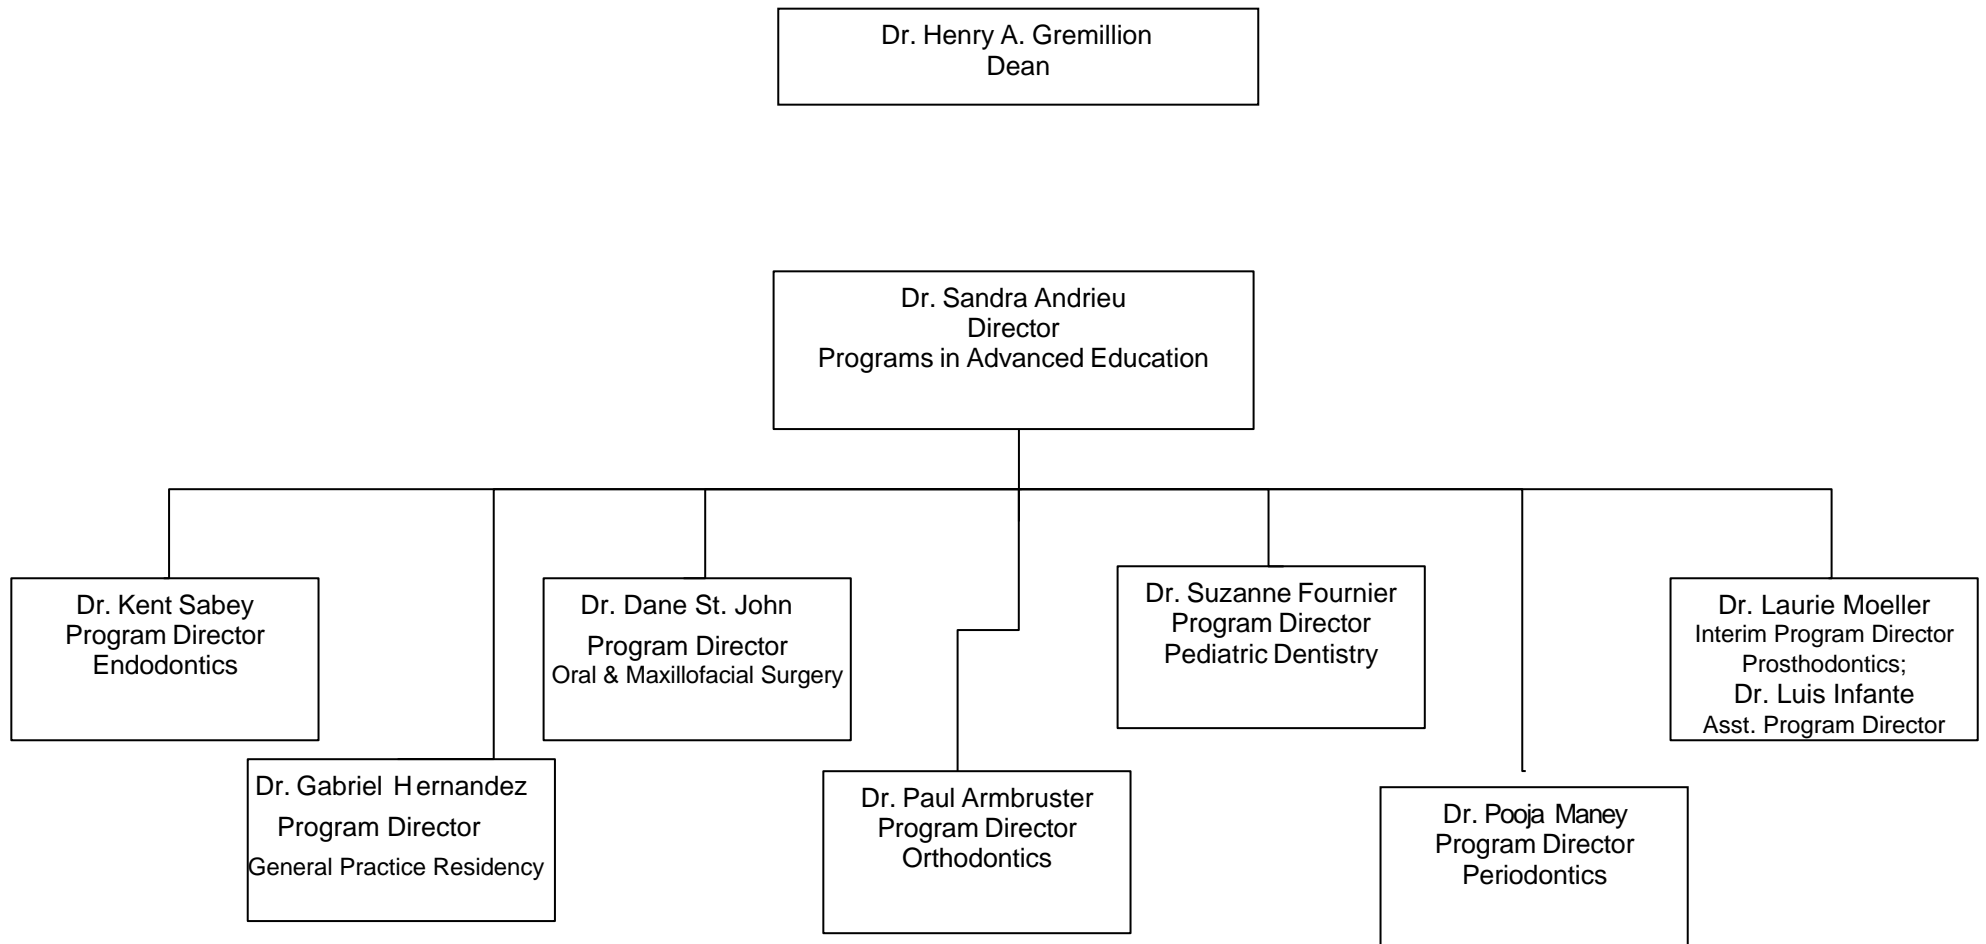 Dr. Henry A. Gremillion
Dean
Dr. Sandra Andrieu
Director
Programs in Advanced Education
Dr. Kent Sabey
Program Director
Endodontics
Dr. Gabriel Hernandez
Program Director
General Practice Residency
Dr. Dane St. John
Program Director
Oral & Maxillofacial Surgery
Dr. Paul Armbruster
Program Director
Orthodontics
Dr. Suzanne Fournier
Program Director
Pediatric Dentistry
Dr. Pooja Maney
Program Director
Periodontics
Dr. Laurie Moeller
Interim Program Director
Prosthodontics;
Dr. Luis Infante
Asst. Program Director